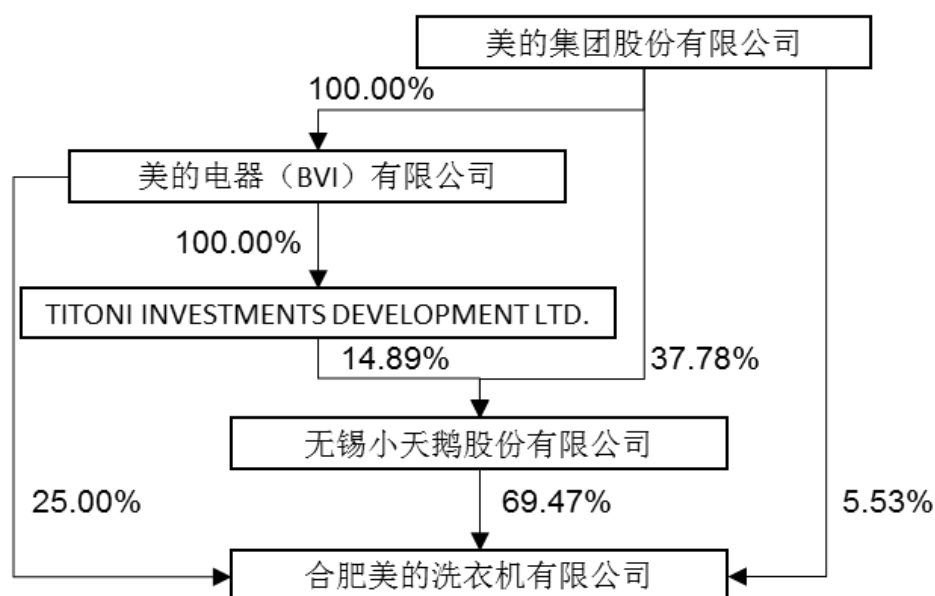 美的集团股份有限公司
100.00%
美的电器（BVI）有限公司
100.00%
TITONI INVESTMENTS DEVELOPMENT LTD.
14.89%
37.78%
无锡小天鹅股份有限公司
25.00%
69.47%
5.53%
合肥美的洗衣机有限公司